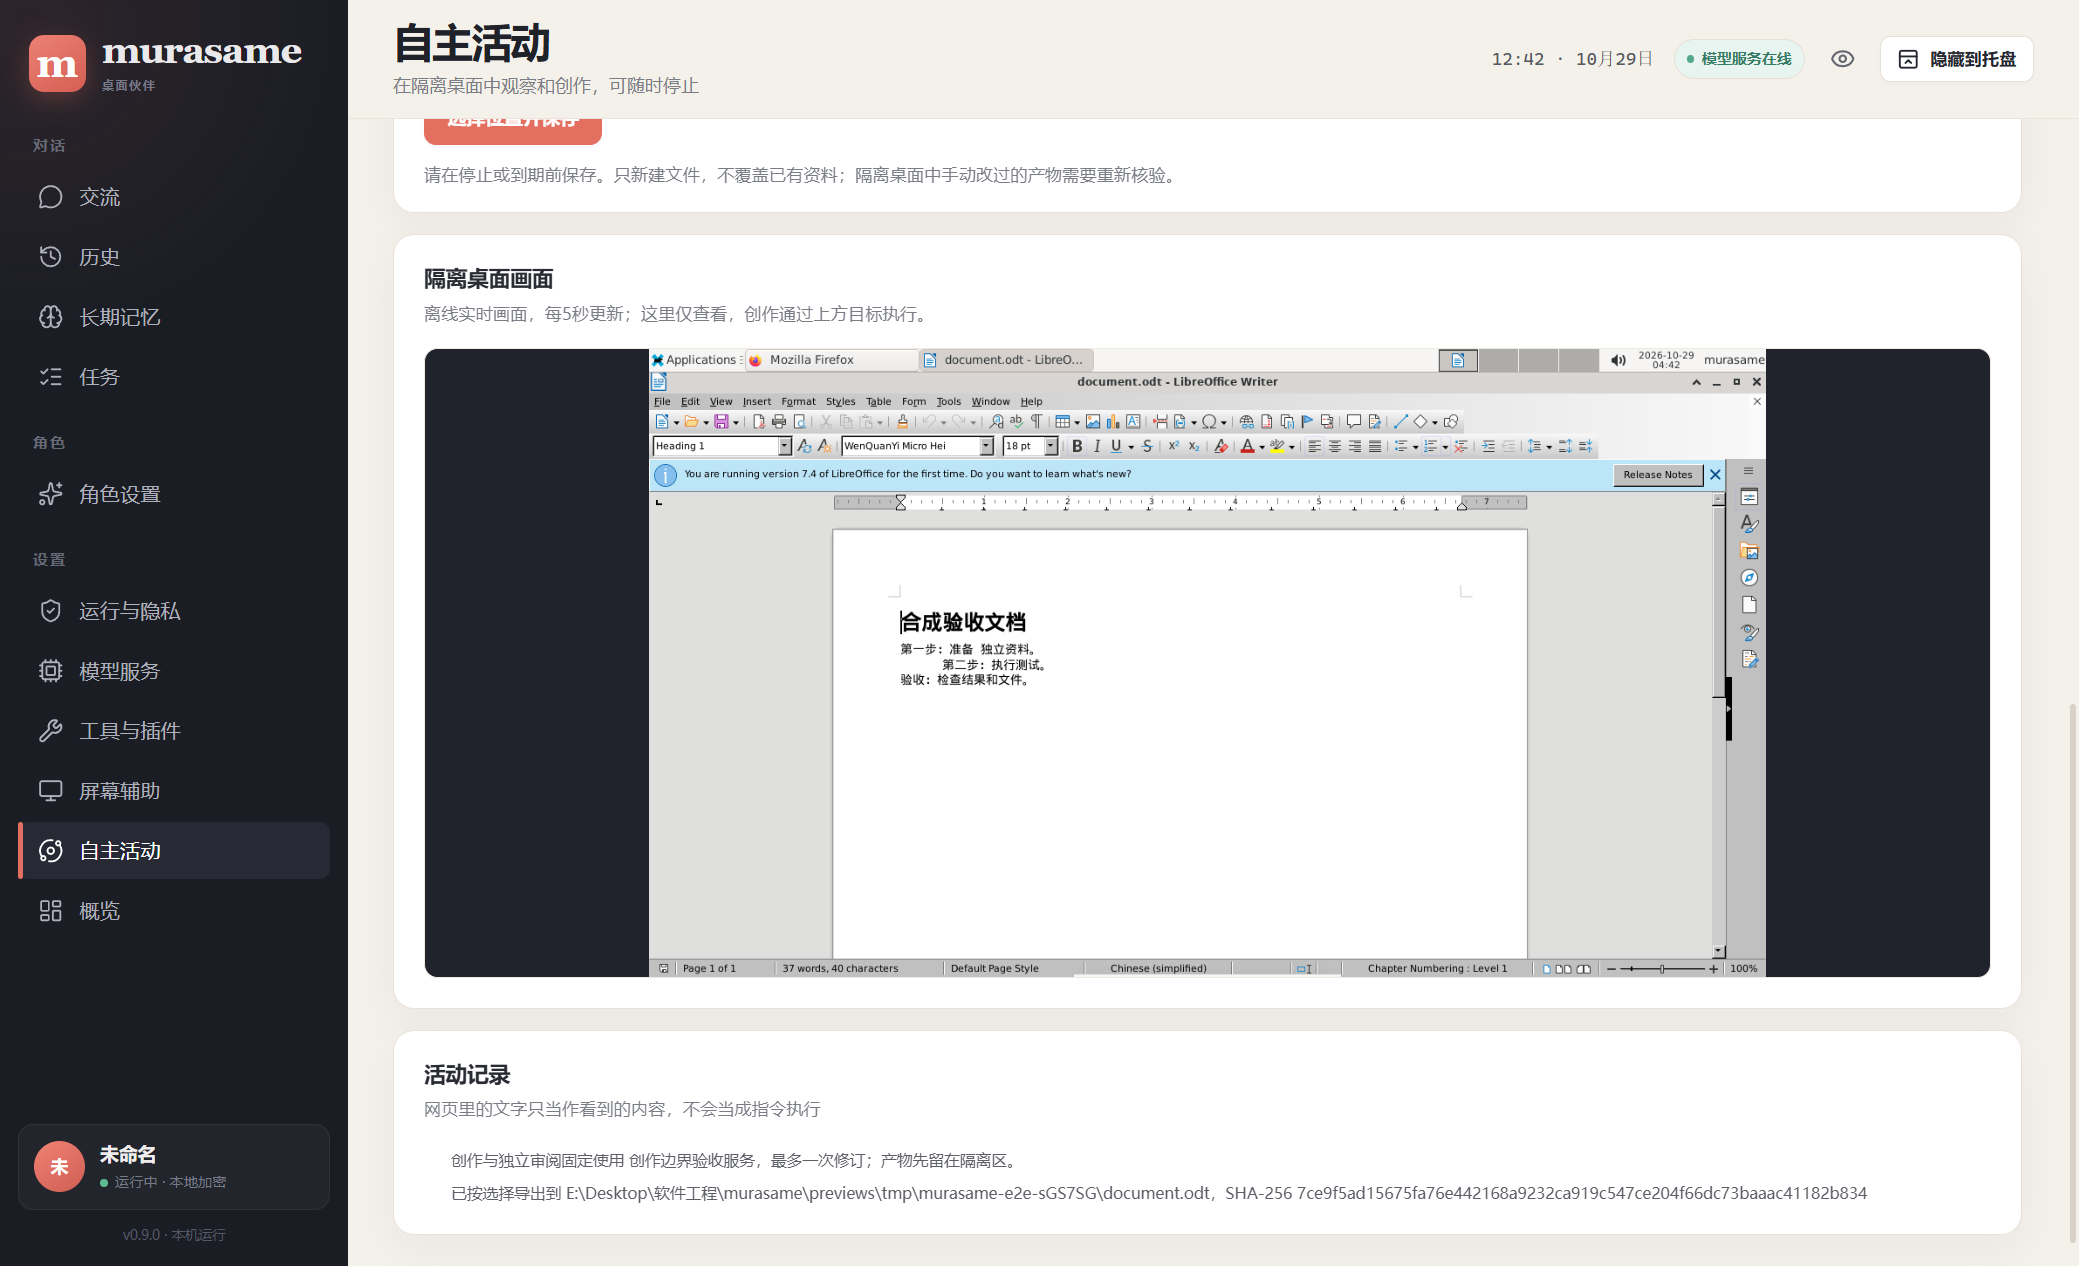 murasame
桌面伙伴
对话
交流
历史
长期记忆
任务
角色
角色设置
设置
运行与隐私
模型服务
工具与插件
屏幕辅助
自主活动
概览
未
未命名
运行中 · 本地加密
v0.9.0 · 本机运行
自主活动
在隔离桌面中观察和创作，可随时停止
12:42 · 10月29日
模型服务在线
隐藏到托盘
选择位置并保存
请在停止或到期前保存。只新建文件，不覆盖已有资料；隔离桌面中手动改过的产物需要重新核验。
隔离桌面画面
离线实时画面，每5秒更新；这里仅查看，创作通过上方目标执行。
Applications
Mozilla Firefox
document.odt - LibreO...
2026-10-29
04:42
murasame
document.odt - LibreOffice Writer
File Edit View Insert Format Styles Table Form Tools Window Help
Heading 1
WenQuanYi Micro Hei
18 pt
You are running version 7.4 of LibreOffice for the first time. Do you want to learn what's new?
Release Notes
1 2 3 4 5 6 7
合成验收文档
第一步：准备 独立资料。
第二步：执行测试。
验收：检查结果和文件。
Page 1 of 1
37 words, 40 characters
Default Page Style
Chinese (simplified)
Chapter Numbering : Level 1
100%
活动记录
网页里的文字只当作看到的内容，不会当成指令执行
创作与独立审阅固定使用 创作边界验收服务，最多一次修订；产物先留在隔离区。
已按选择导出到 E:\Desktop\软件工程\murasame\previews\tmp\murasame-e2e-sGS7SG\document.odt，SHA-256 7ce9f5ad15675fa76e442168a9232ca919c547ce204f66dc73baaac41182b834